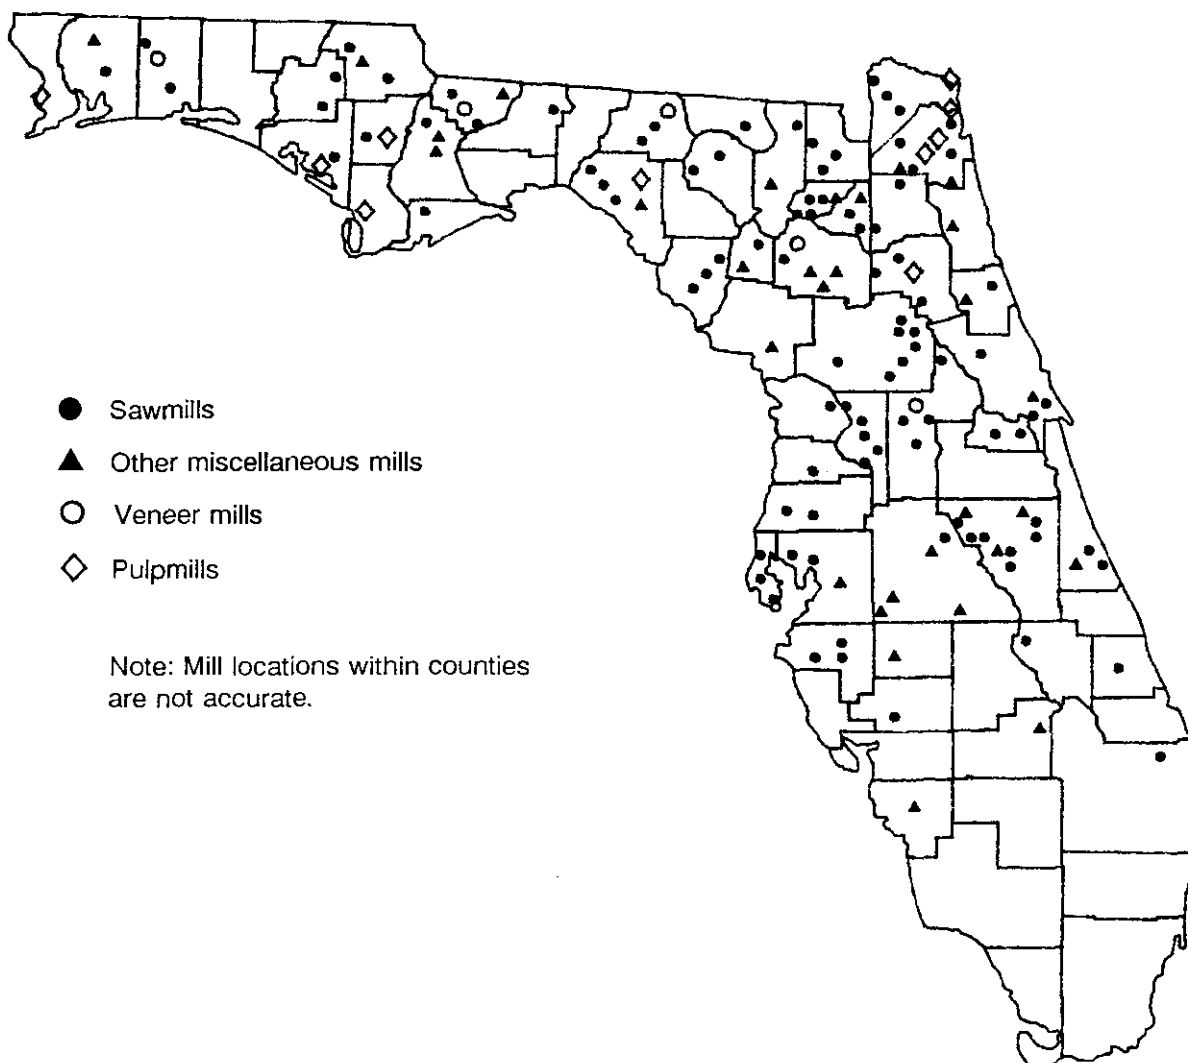 Sawmills
Other miscellaneous mills
Veneer mills
Pulpmills
Note: Mill locations within counties
are not accurate.